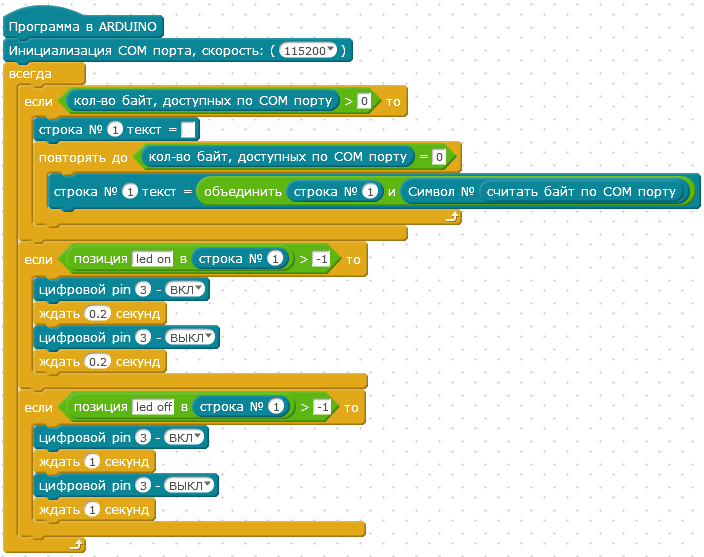 Программа в ARDUINO
Инициализация COM порта, скорость: ( 115200 )
всегда
если кол-во байт, доступных по COM порту > 0 то
строка № 1 текст =
повторять до кол-во байт, доступных по COM порту = 0
строка № 1 текст = объединить строка № 1 и Символ № считать байт по COM порту
если позиция led on в строка № 1 > -1 то
цифровой pin 3 - ВКЛ
ждать 0.2 секунд
цифровой pin 3 - ВЫКЛ
ждать 0.2 секунд
если позиция led off в строка № 1 > -1 то
цифровой pin 3 - ВКЛ
ждать 1 секунд
цифровой pin 3 - ВЫКЛ
ждать 1 секунд